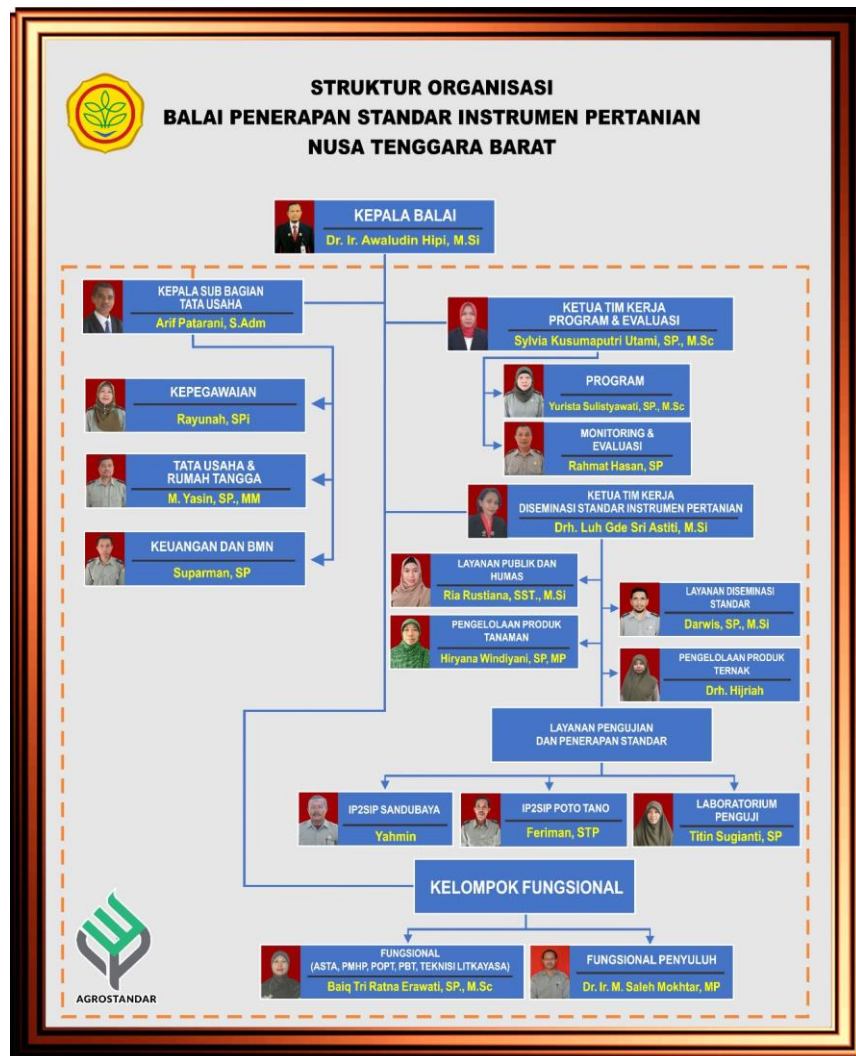 STRUKTUR ORGANISASI
BALAI PENERAPAN STANDAR INSTRUMEN PERTANIAN
NUSA TENGGARA BARAT
KEPALA BALAI
Dr. Ir. Awaludin Hipi, M.Si
KEPALA SUB BAGIAN
TATA USAHA
Arif Patarani, S.Adm
KEPEGAWAIAN
Rayunah, SPi
TATA USAHA &
RUMAH TANGGA
M. Yasin, SP., MM
KEUANGAN DAN BMN
Suparman, SP
KETUA TIM KERJA
PROGRAM & EVALUASI
Sylvia Kusumaputri Utami, SP., M.Sc
PROGRAM
Yurista Sulistyawati, SP., M.Sc
MONITORING &
EVALUASI
Rahmat Hasan, SP
KETUA TIM KERJA
DISEMINASI STANDAR INSTRUMEN PERTANIAN
Drh. Luh Gde Sri Astiti, M.Si
LAYANAN PUBLIK DAN
HUMAS
Ria Rustiana, SST., M.Si
LAYANAN DISEMINASI
STANDAR
Darwis, SP., M.Si
PENGELOLAAN PRODUK
TANAMAN
Hiryana Windiyani, SP, MP
PENGELOLAAN PRODUK
TERNAK
Drh. Hijriah
LAYANAN PENGUJIAN
DAN PENERAPAN STANDAR
IP2SIP SANDUBAYA
Yahmin
IP2SIP POTO TANO
Feriman, STP
LABORATORIUM
PENGUJI
Titin Sugianti, SP
KELOMPOK FUNGSIONAL
FUNGSIONAL
(ASTA, PMHP, POPT, PBT, TEKNISI LITKAYASA)
Baiq Tri Ratna Erawati, SP., M.Sc
FUNGSIONAL PENYULUH
Dr. Ir. M. Saleh Mokhtar, MP
AGROSTANDAR